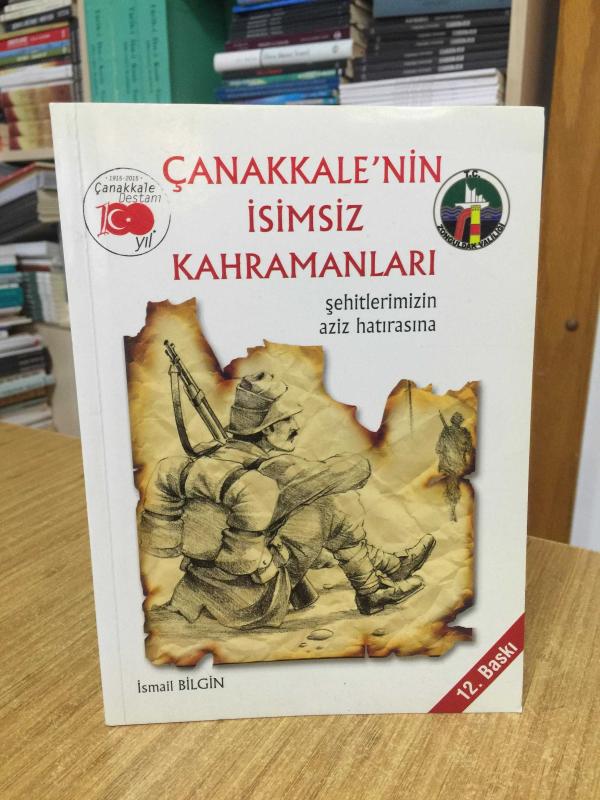 ÇANAKKALE'NİN
İSİMSİZ
KAHRAMANLARI
şehitlerimizin
aziz hatırasına
1915-2015
Çanakkale
Destanı
100
yıl.
T.C.
ZONGULDAK VALİLİĞİ
12. Baskı
İsmail BİLGİN